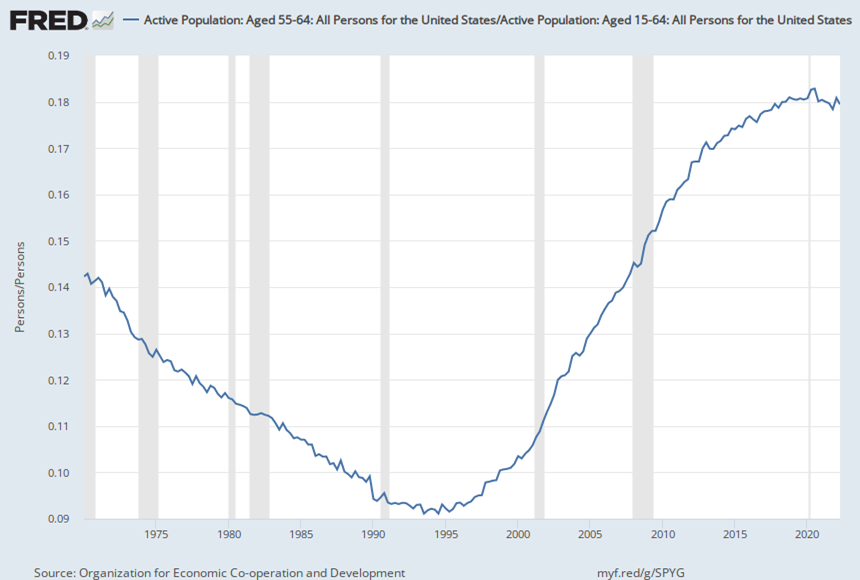 FRED
Active Population: Aged 55-64: All Persons for the United States/Active Population: Aged 15-64: All Persons for the United States
Persons/Persons
0.19
0.18
0.17
0.16
0.15
0.14
0.13
0.12
0.11
0.10
0.09
1975 1980 1985 1990 1995 2000 2005 2010 2015 2020
Source: Organization for Economic Co-operation and Development
myf.red/g/SPYG